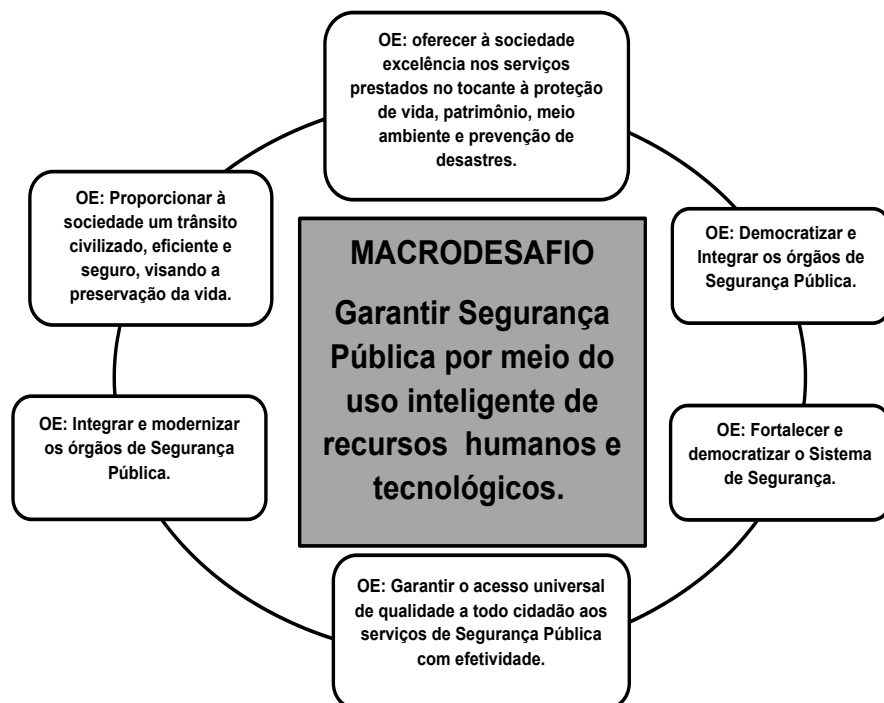 OE: oferecer à sociedade
excelência nos serviços
prestados no tocante à proteção
de vida, patrimônio, meio
ambiente e prevenção de
desastres.
OE: Proporcionar à
sociedade um trânsito
civilizado, eficiente e
seguro, visando a
preservação da vida.
MACRODESAFIO
Garantir Segurança
Pública por meio do
uso inteligente de
recursos humanos e
tecnológicos.
OE: Democratizar e
Integrar os órgãos de
Segurança Pública.
OE: Integrar e modernizar
os órgãos de Segurança
Pública.
OE: Fortalecer e
democratizar o Sistema
de Segurança.
OE: Garantir o acesso universal
de qualidade a todo cidadão aos
serviços de Segurança Pública
com efetividade.